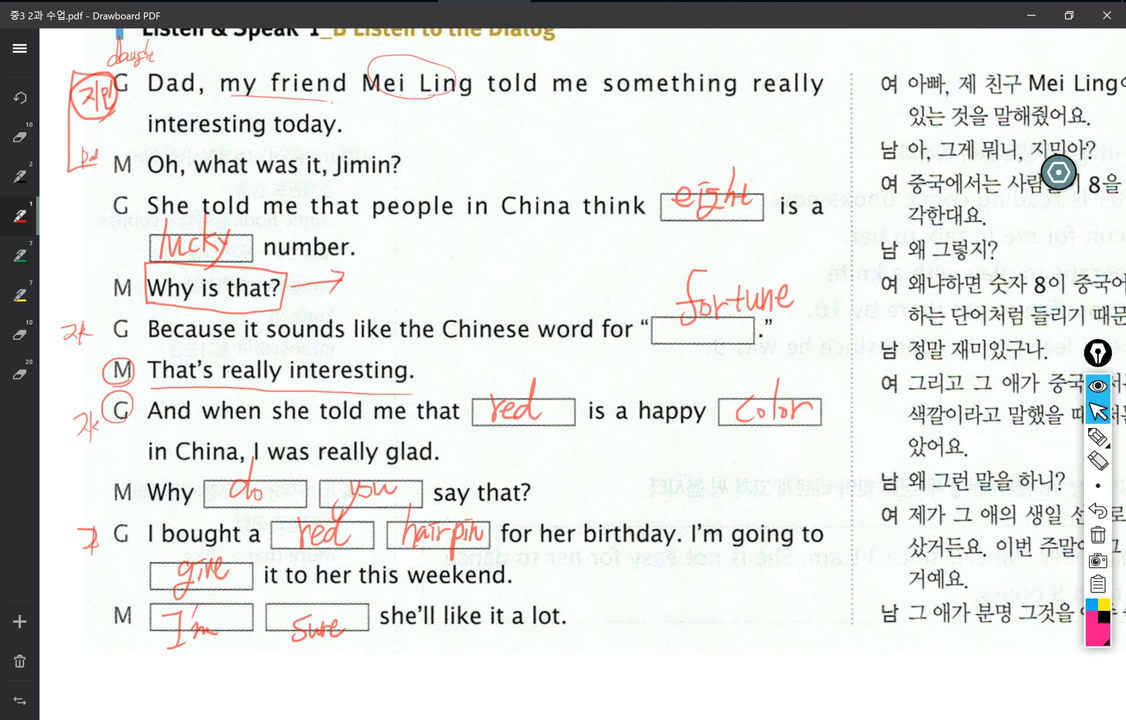 중3 2과 수업.pdf - Drawboard PDF
Listen & Speak 1_B Listen to the Dialog
G Dad, my friend Mei Ling told me something really
interesting today.
M Oh, what was it, Jimin?
G She told me that people in China think eight is a
lucky number.
M Why is that?
G Because it sounds like the Chinese word for “fortune.”
M That’s really interesting.
G And when she told me that red is a happy color
in China, I was really glad.
M Why do you say that?
G I bought a red hairpin for her birthday. I’m going to
give it to her this weekend.
M I'm sure she’ll like it a lot.
지민
여 아빠, 제 친구 Mei Ling이
있는 것을 말해줬어요.
남 아, 그게 뭐니, 지민아?
여 중국에서는 8을
각한대요.
남 왜 그렇지?
여 왜냐하면 숫자 8이 중국어
하는 단어처럼 들리기 때문
남 정말 재미있구나.
여 그리고 그 애가 중국
색깔이라고 말했을 때
았어요.
남 왜 그런 말을 하니?
여 제가 그 애의 생일
샀거든요. 이번 주말
거예요.
남 그 애가 분명 그것을